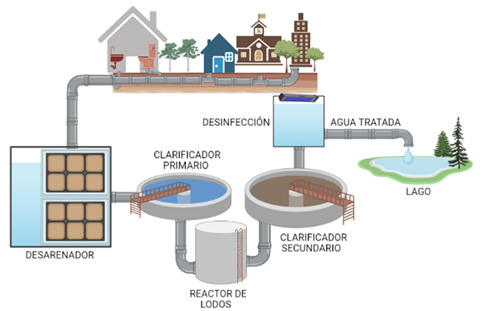 DESINFECCIÓN
AGUA TRATADA
CLARIFICADOR
PRIMARIO
LAGO
DESARENADOR
CLARIFICADOR
SECUNDARIO
REACTOR DE
LODOS